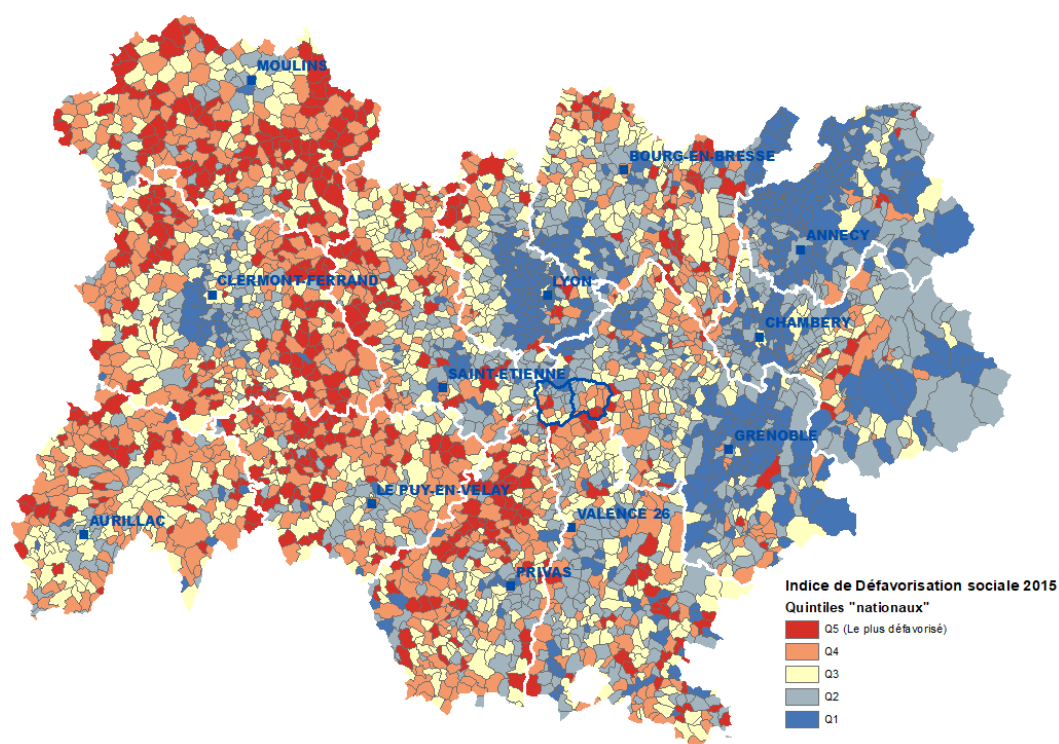 MOULINS
BOURG-EN-BRESSE
ANNECY
CLERMONT-FERRAND
LYON
CHAMBERY
SAINT-ETIENNE
GRENOBLE
LE PUY-EN-VELAY
AURILLAC
VALENCE 26
PRIVAS
Indice de Défavorisation sociale 2015
Quintiles "nationaux"
Q5 (Le plus défavorisé)
Q4
Q3
Q2
Q1